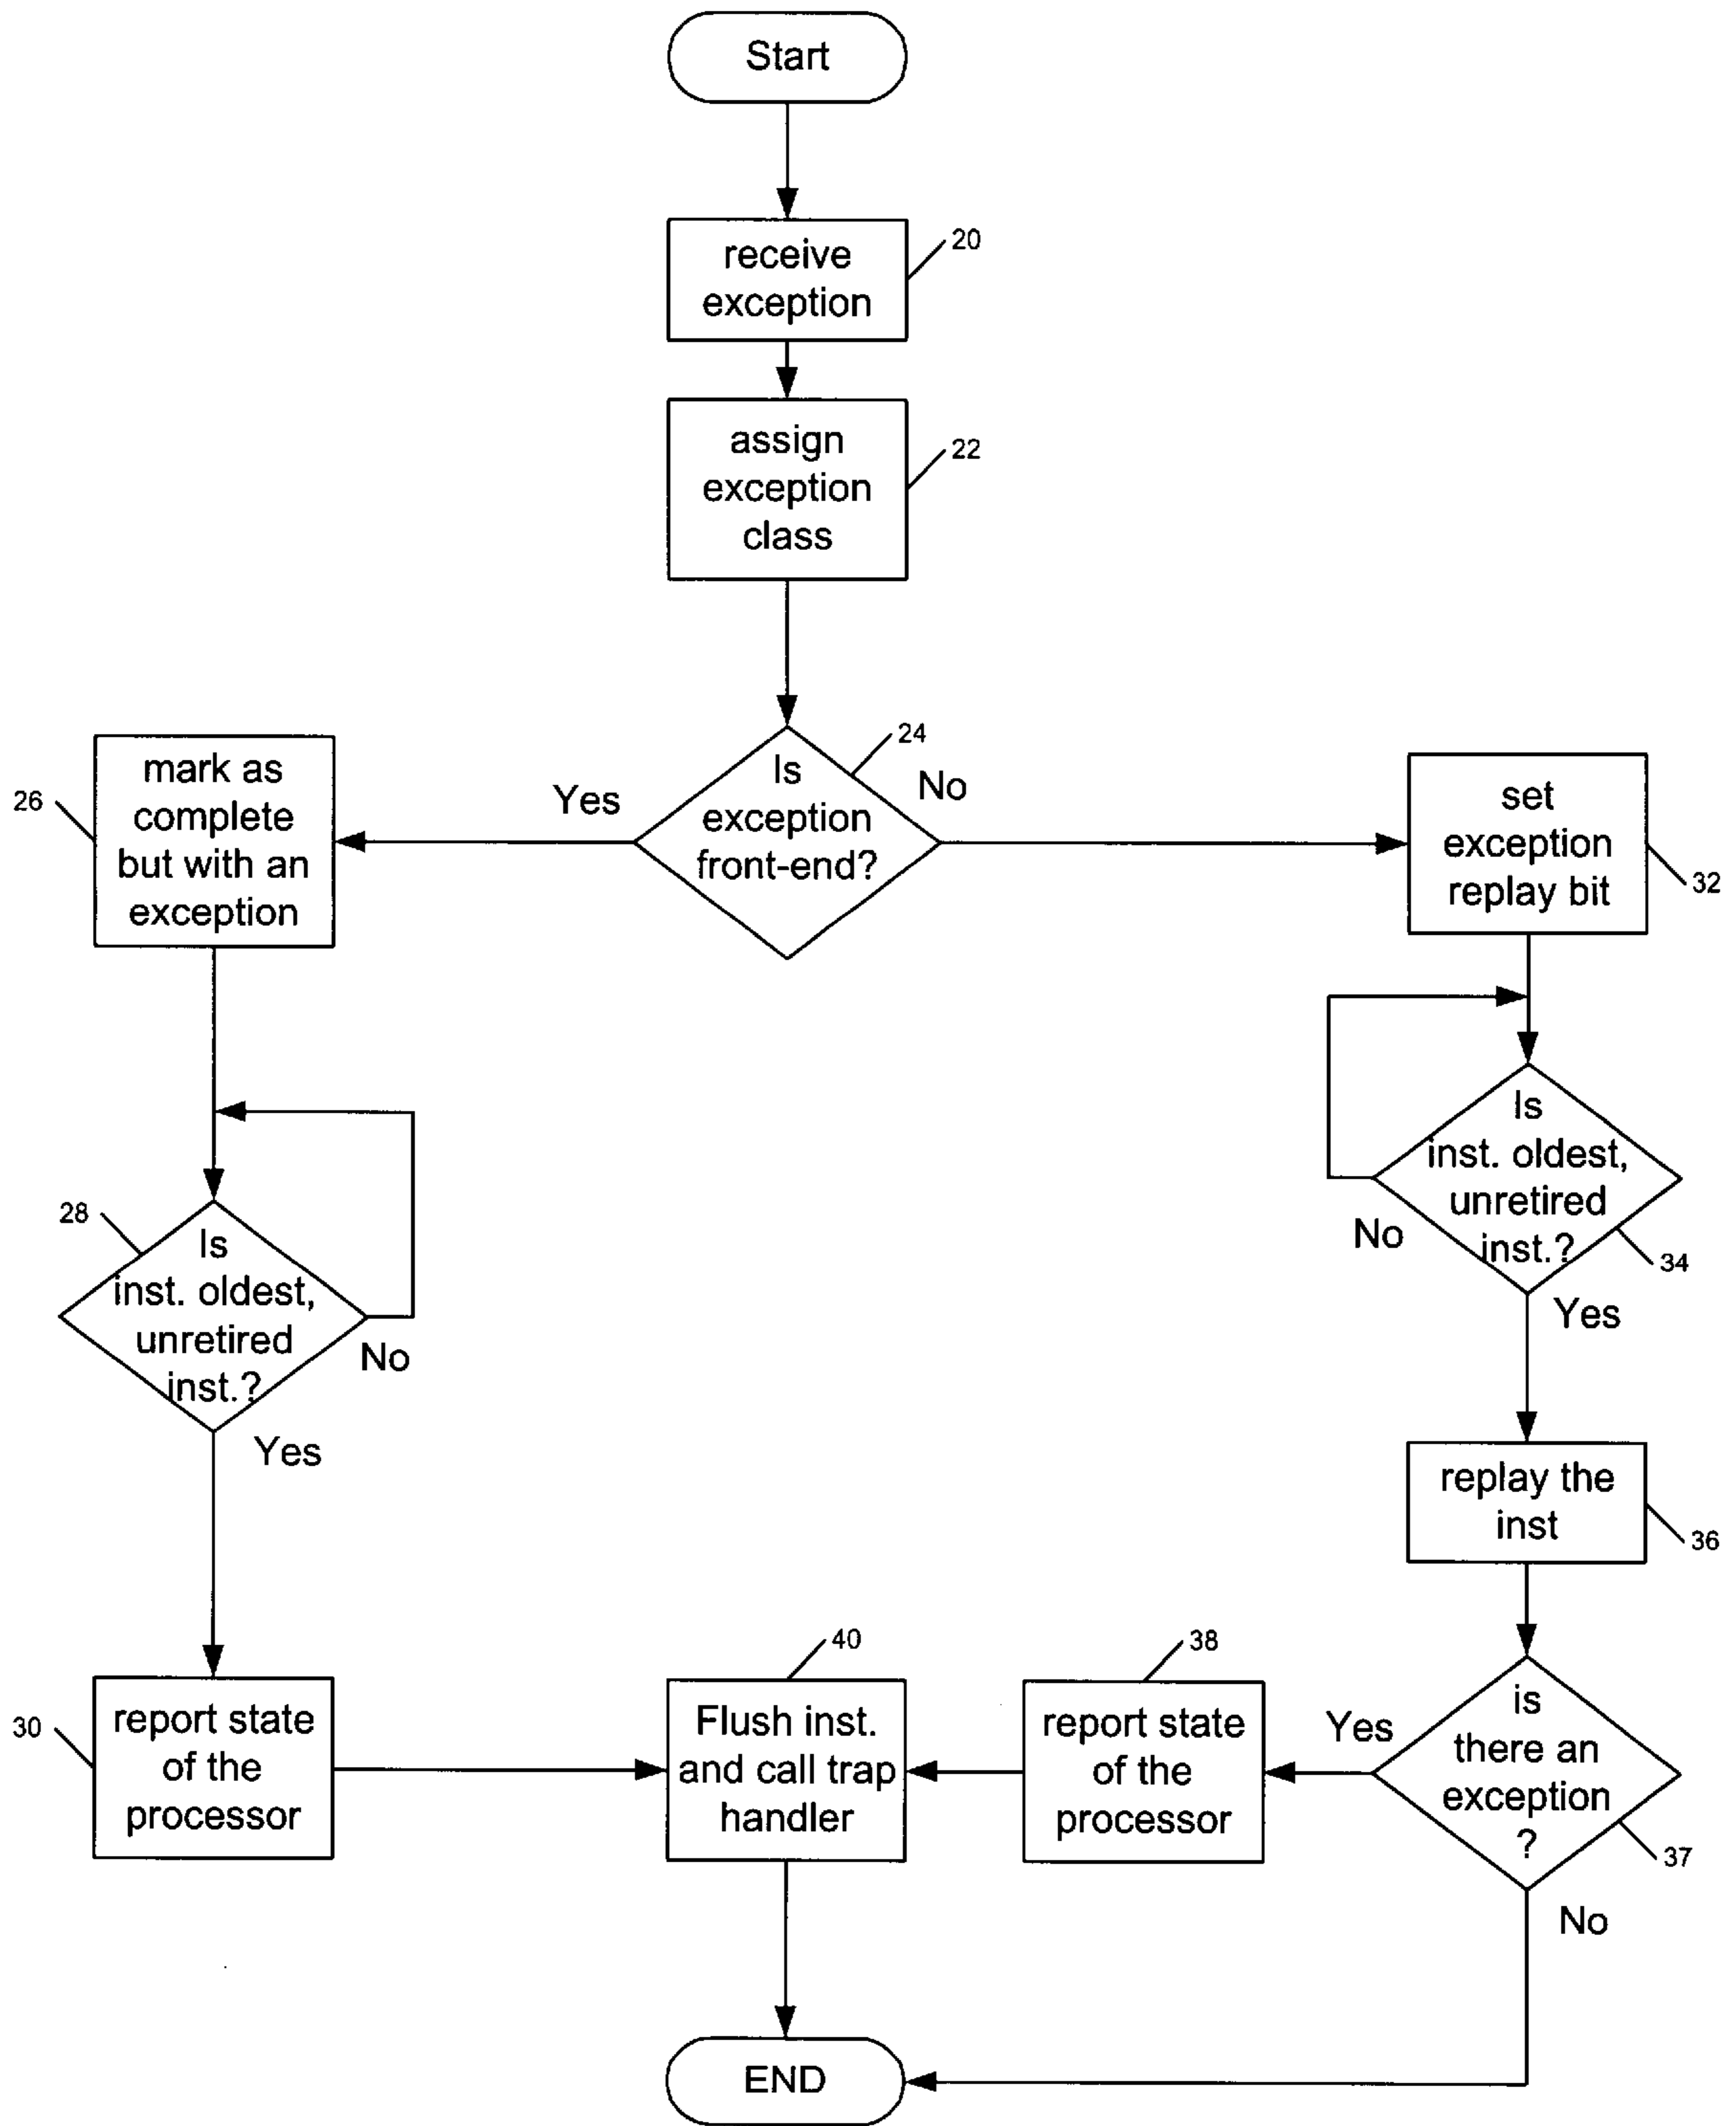 Start
receive
exception
20
assign
exception
class
22
Is
exception
front-end?
24
Yes
No
mark as
complete
but with an
exception
26
set
exception
replay bit
32
Is
inst. oldest,
unretired
inst.?
34
No
Yes
28
Is
inst. oldest,
unretired
inst.?
No
Yes
replay the
inst
36
30
report state
of the
processor
40
Flush inst.
and call trap
handler
38
report state
of the
processor
Yes
is
there an
exception
?
37
No
END